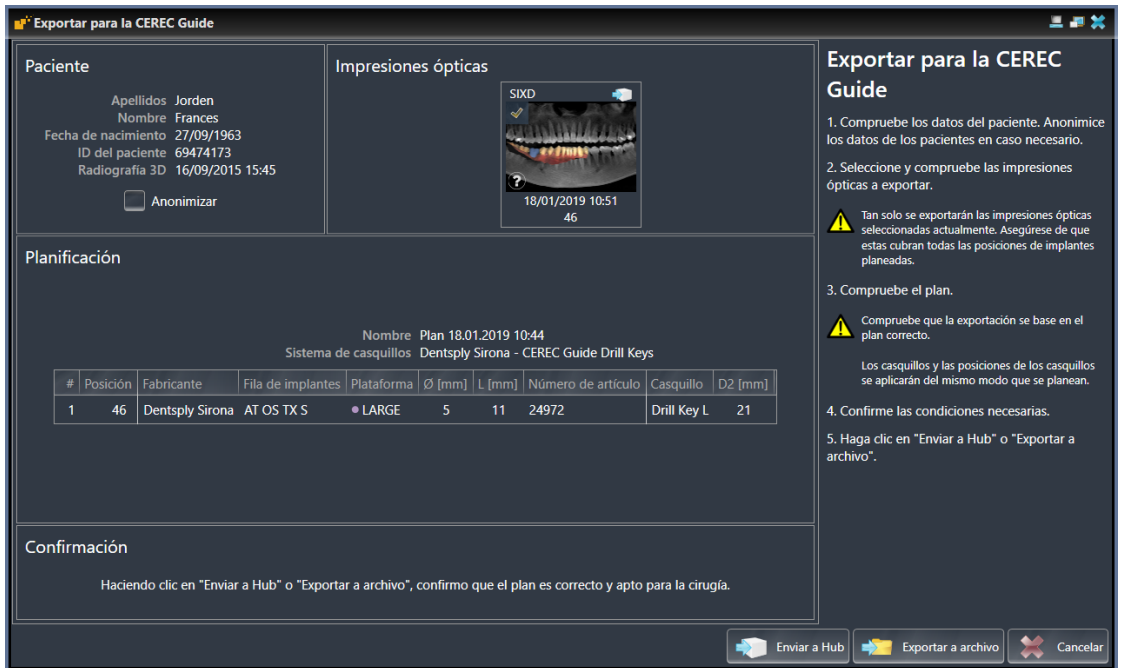 Exportar para la CEREC Guide
Paciente
Apellidos Jorden
Nombre Frances
Fecha de nacimiento 27/09/1963
ID del paciente 69474173
Radiografía 3D 16/09/2015 15:45
Anonimizar
Impresiones ópticas
SIXD
?
18/01/2019 10:51
46
Planificación
Nombre Plan 18.01.2019 10:44
Sistema de casquillos Dentsply Sirona - CEREC Guide Drill Keys
# Posición Fabricante Fila de implantes Plataforma Ø [mm] L [mm] Número de artículo Casquillo D2 [mm]
1 46 Dentsply Sirona AT OS TX S LARGE 5 11 24972 Drill Key L 21
Confirmación
Haciendo clic en "Enviar a Hub" o "Exportar a archivo", confirmo que el plan es correcto y apto para la cirugía.
Exportar para la CEREC
Guide
1. Compruebe los datos del paciente. Anonimice
los datos de los pacientes en caso necesario.
2. Seleccione y compruebe las impresiones
ópticas a exportar.
Tan solo se exportarán las impresiones ópticas
seleccionadas actualmente. Asegúrese de que
estas cubran todas las posiciones de implantes
planeadas.
3. Compruebe el plan.
Compruebe que la exportación se base en el
plan correcto.
Los casquillos y las posiciones de los casquillos
se aplicarán del mismo modo que se planean.
4. Confirme las condiciones necesarias.
5. Haga clic en "Enviar a Hub" o "Exportar a
archivo".
Enviar a Hub Exportar a archivo Cancelar